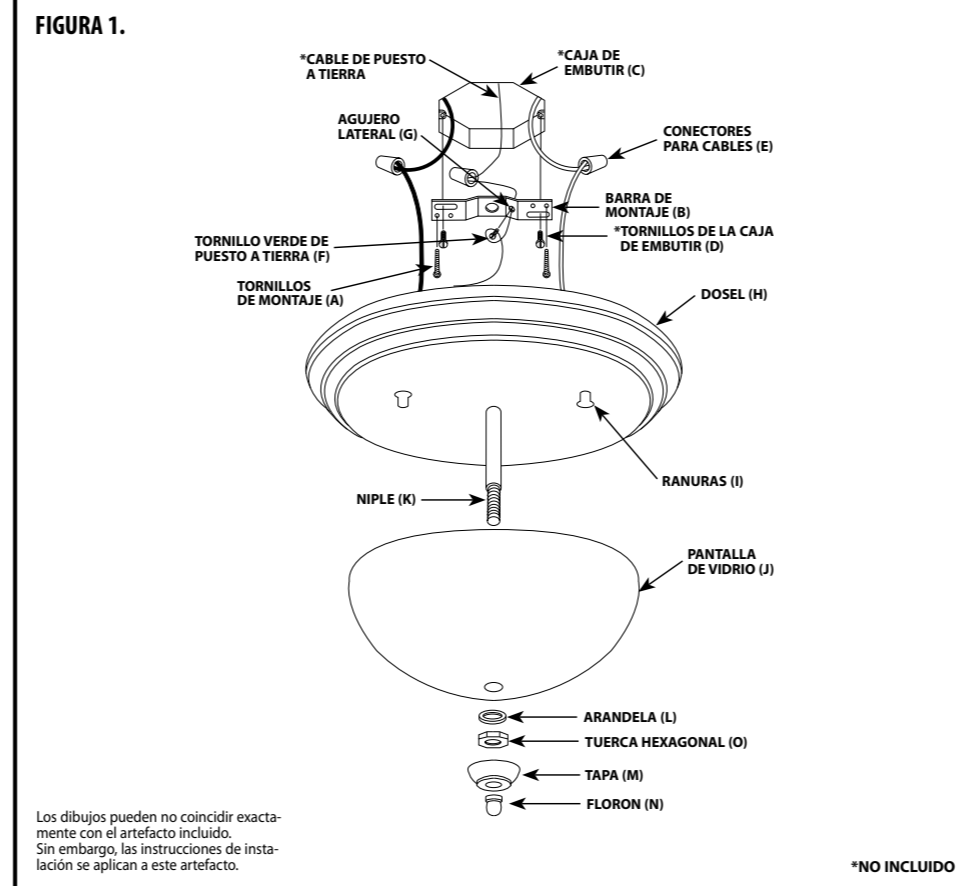 FIGURA 1.
*CABLE DE PUESTO
A TIERRA
*CAJA DE
EMBUTIR (C)
AGUJERO
LATERAL (G)
CONECTORES
PARA CABLES (E)
BARRA DE
MONTAJE (B)
*TORNILLOS DE LA CAJA
DE EMBUTIR (D)
TORNILLO VERDE DE
PUESTO A TIERRA (F)
TORNILLOS
DE MONTAJE (A)
DOSEL (H)
RANURAS (I)
NIPLE (K)
PANTALLA
DE VIDRIO (J)
ARANDELA (L)
TUERCA HEXAGONAL (O)
TAPA (M)
FLORON (N)
Los dibujos pueden no coincidir exacta-
mente con el artefacto incluido.
Sin embargo, las instrucciones de insta-
lación se aplican a este artefacto.
*NO INCLUIDO